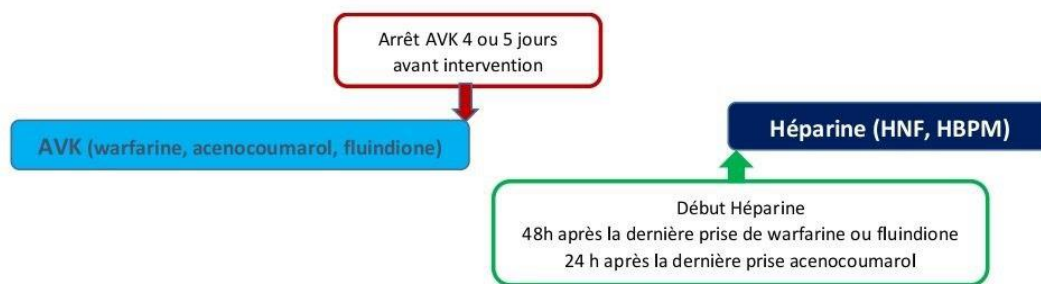 Arrêt AVK 4 ou 5 jours
avant intervention
AVK (warfarine, acenocoumarol, fluindione)
Héparine (HNF, HBPM)
Début Héparine
48h après la dernière prise de warfarine ou fluindione
24 h après la dernière prise acenocoumarol